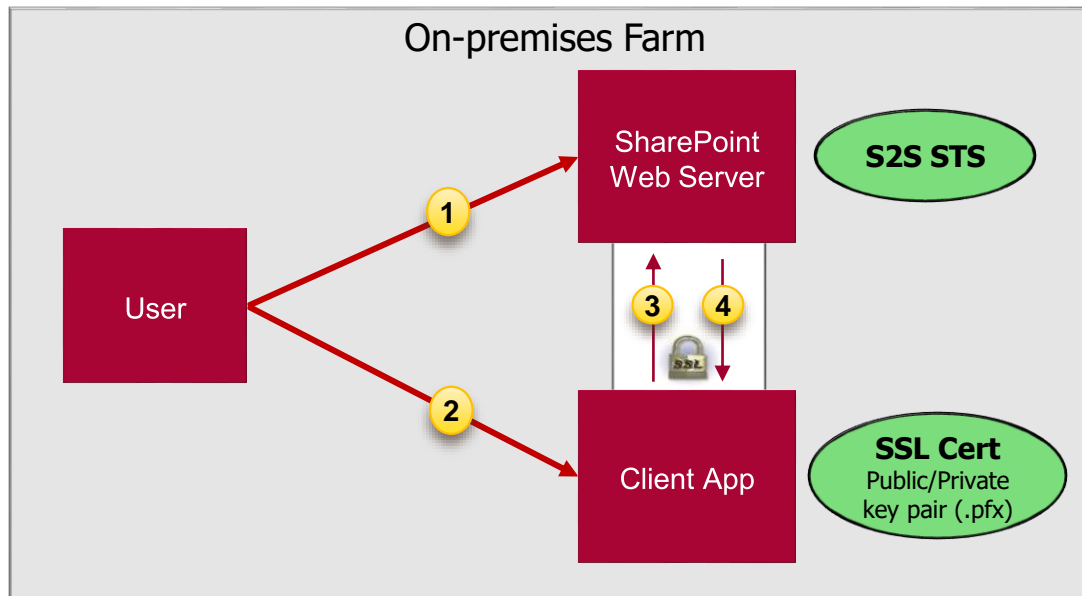 On-premises Farm
SharePoint
Web Server
S2S STS
1
User
3
4
SSL
2
Client App
SSL Cert
Public/Private
key pair (.pfx)